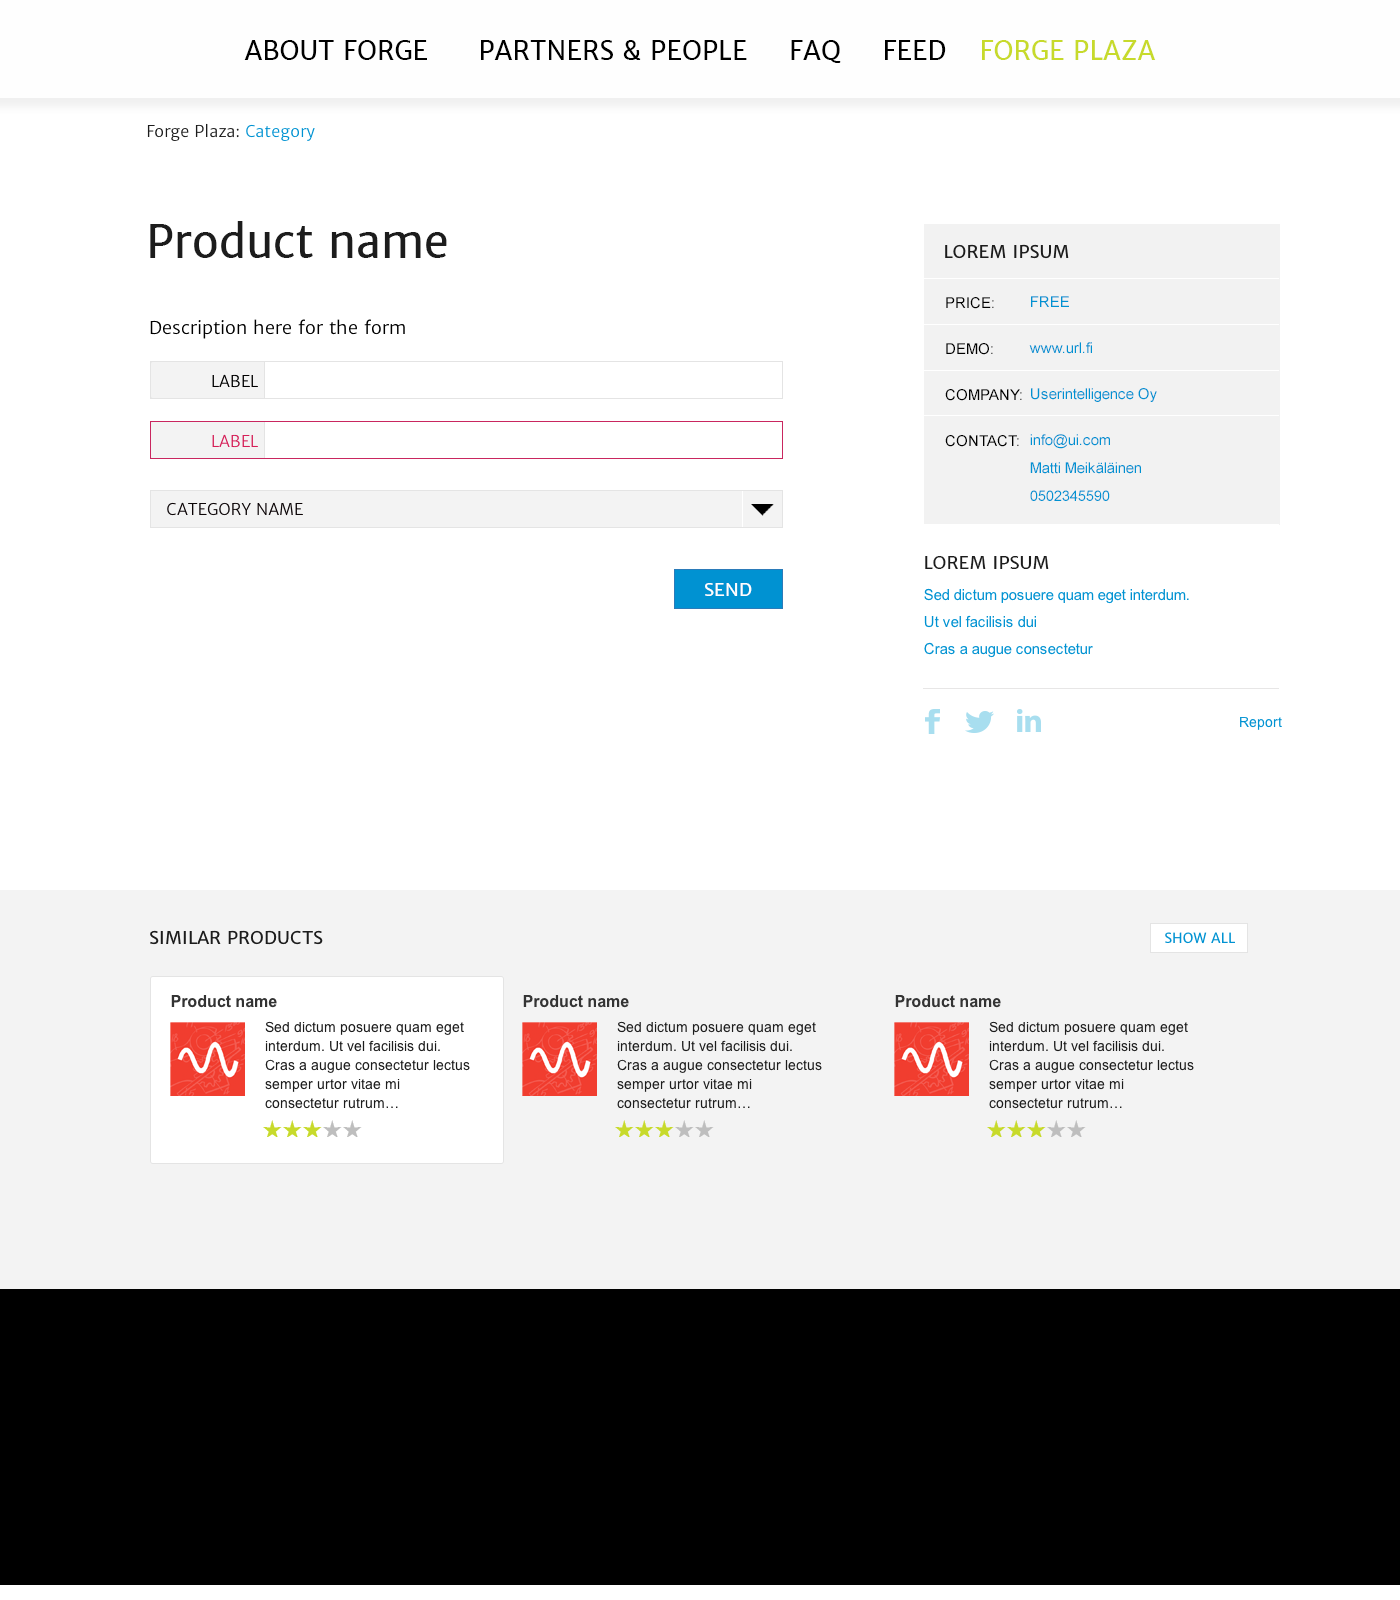 ABOUT FORGE PARTNERS & PEOPLE FAQ FEED FORGE PLAZA
Forge Plaza: Category
Product name
Description here for the form
LABEL
LABEL
CATEGORY NAME
SEND
LOREM IPSUM
PRICE: FREE
DEMO: www.url.fi
COMPANY: Userintelligence Oy
CONTACT: info@ui.com
Matti Meikäläinen
0502345590
LOREM IPSUM
Sed dictum posuere quam eget interdum.
Ut vel facilisis dui
Cras a augue consectetur
Report
SIMILAR PRODUCTS
SHOW ALL
Product name
Sed dictum posuere quam eget
interdum. Ut vel facilisis dui.
Cras a augue consectetur lectus
semper urtor vitae mi
consectetur rutrum…
Product name
Sed dictum posuere quam eget
interdum. Ut vel facilisis dui.
Cras a augue consectetur lectus
semper urtor vitae mi
consectetur rutrum…
Product name
Sed dictum posuere quam eget
interdum. Ut vel facilisis dui.
Cras a augue consectetur lectus
semper urtor vitae mi
consectetur rutrum…